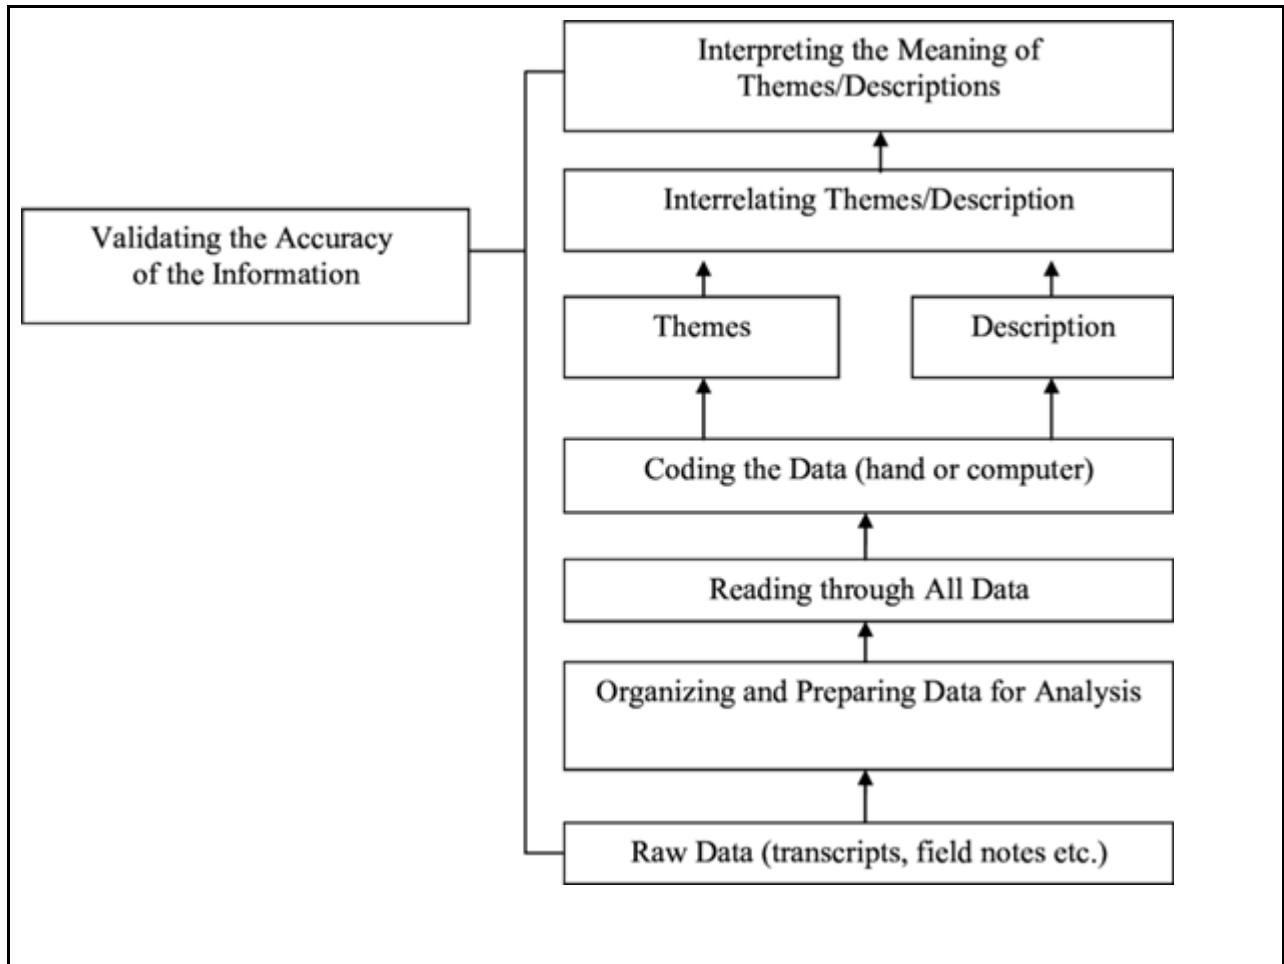 Interpreting the Meaning of
Themes/Descriptions
Interrelating Themes/Description
Validating the Accuracy
of the Information
Themes
Description
Coding the Data (hand or computer)
Reading through All Data
Organizing and Preparing Data for Analysis
Raw Data (transcripts, field notes etc.)